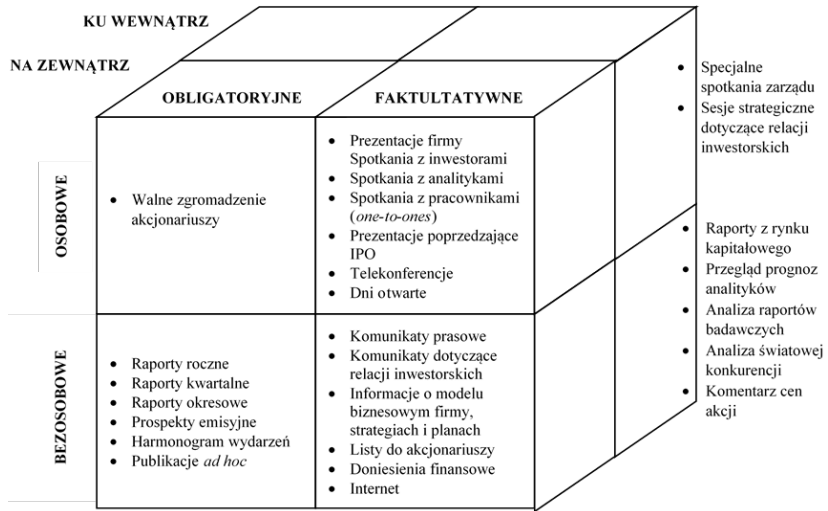 KU WEWNĄTRZ
NA ZEWNĄTRZ
OBLIGATORYJNE
FAKTULTATYWNE
OSOBOWE
• Walne zgromadzenie
akcjonariuszy
• Prezentacje firmy
Spotkania z inwestorami
• Spotkania z analitykami
• Spotkania z pracownikami
(one-to-ones)
• Prezentacje poprzedzające
IPO
• Telekonferencje
• Dni otwarte
• Specjalne
spotkania zarządu
• Sesje strategiczne
dotyczące relacji
inwestorskich
BEZOSOBOWE
• Raporty roczne
• Raporty kwartalne
• Raporty okresowe
• Prospekty emisyjne
• Harmonogram wydarzeń
• Publikacje ad hoc
• Komunikaty prasowe
• Komunikaty dotyczące
relacji inwestorskich
• Informacje o modelu
biznesowym firmy,
strategiach i planach
• Listy do akcjonariuszy
• Doniesienia finansowe
• Internet
• Raporty z rynku
kapitałowego
• Przegląd prognoz
analityków
• Analiza raportów
badawczych
• Analiza światowej
konkurencji
• Komentarz cen
akcji